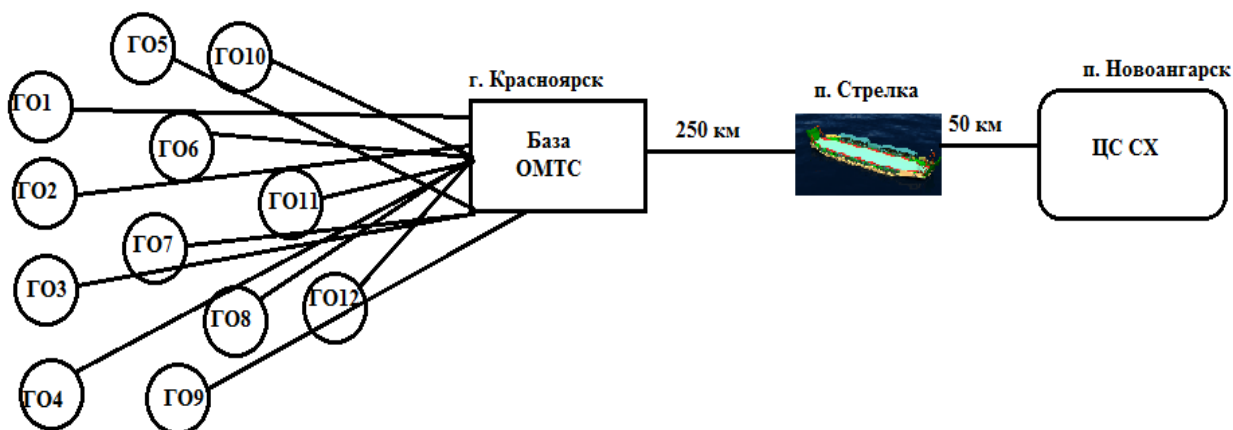 ГО5
ГО10
г. Красноярск
п. Новоангарск
ГО1
п. Стрелка
ГО6
База
ОМТС
250 км
50 км
ЦС СХ
ГО2
ГО11
ГО7
ГО3
ГО12
ГО8
ГО4
ГО9